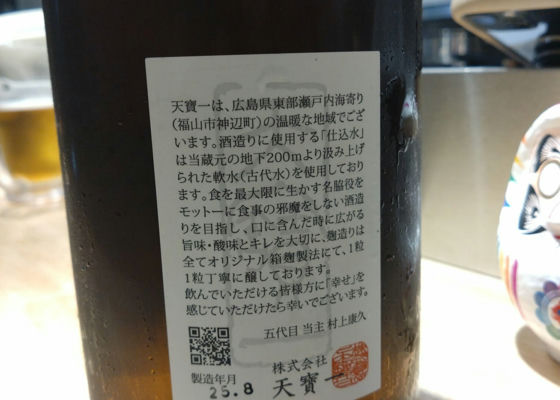 天寶一は、広島県東部瀬戸内海寄り
(福山市神辺町)の温暖な地域でござ
います。酒造りに使用する「仕込水」
は当蔵元の地下200mより汲み上げ
られた軟水(古代水)を使用しており
ます。食を最大限に生かす名脇役を
モットーに食事の邪魔をしない酒造
りを目指し、口に含んだ時に広がる
旨味・酸味とキレを大切に、麹造りは
全てオリジナル箱麹製法にて、1粒
1粒丁寧に醸しております。
飲んでいただける皆様方に「幸せ」を
感じていただけたら幸いでございます。
五代目 当主 村上康久
株式会社
天寶一
製造年月
25.8